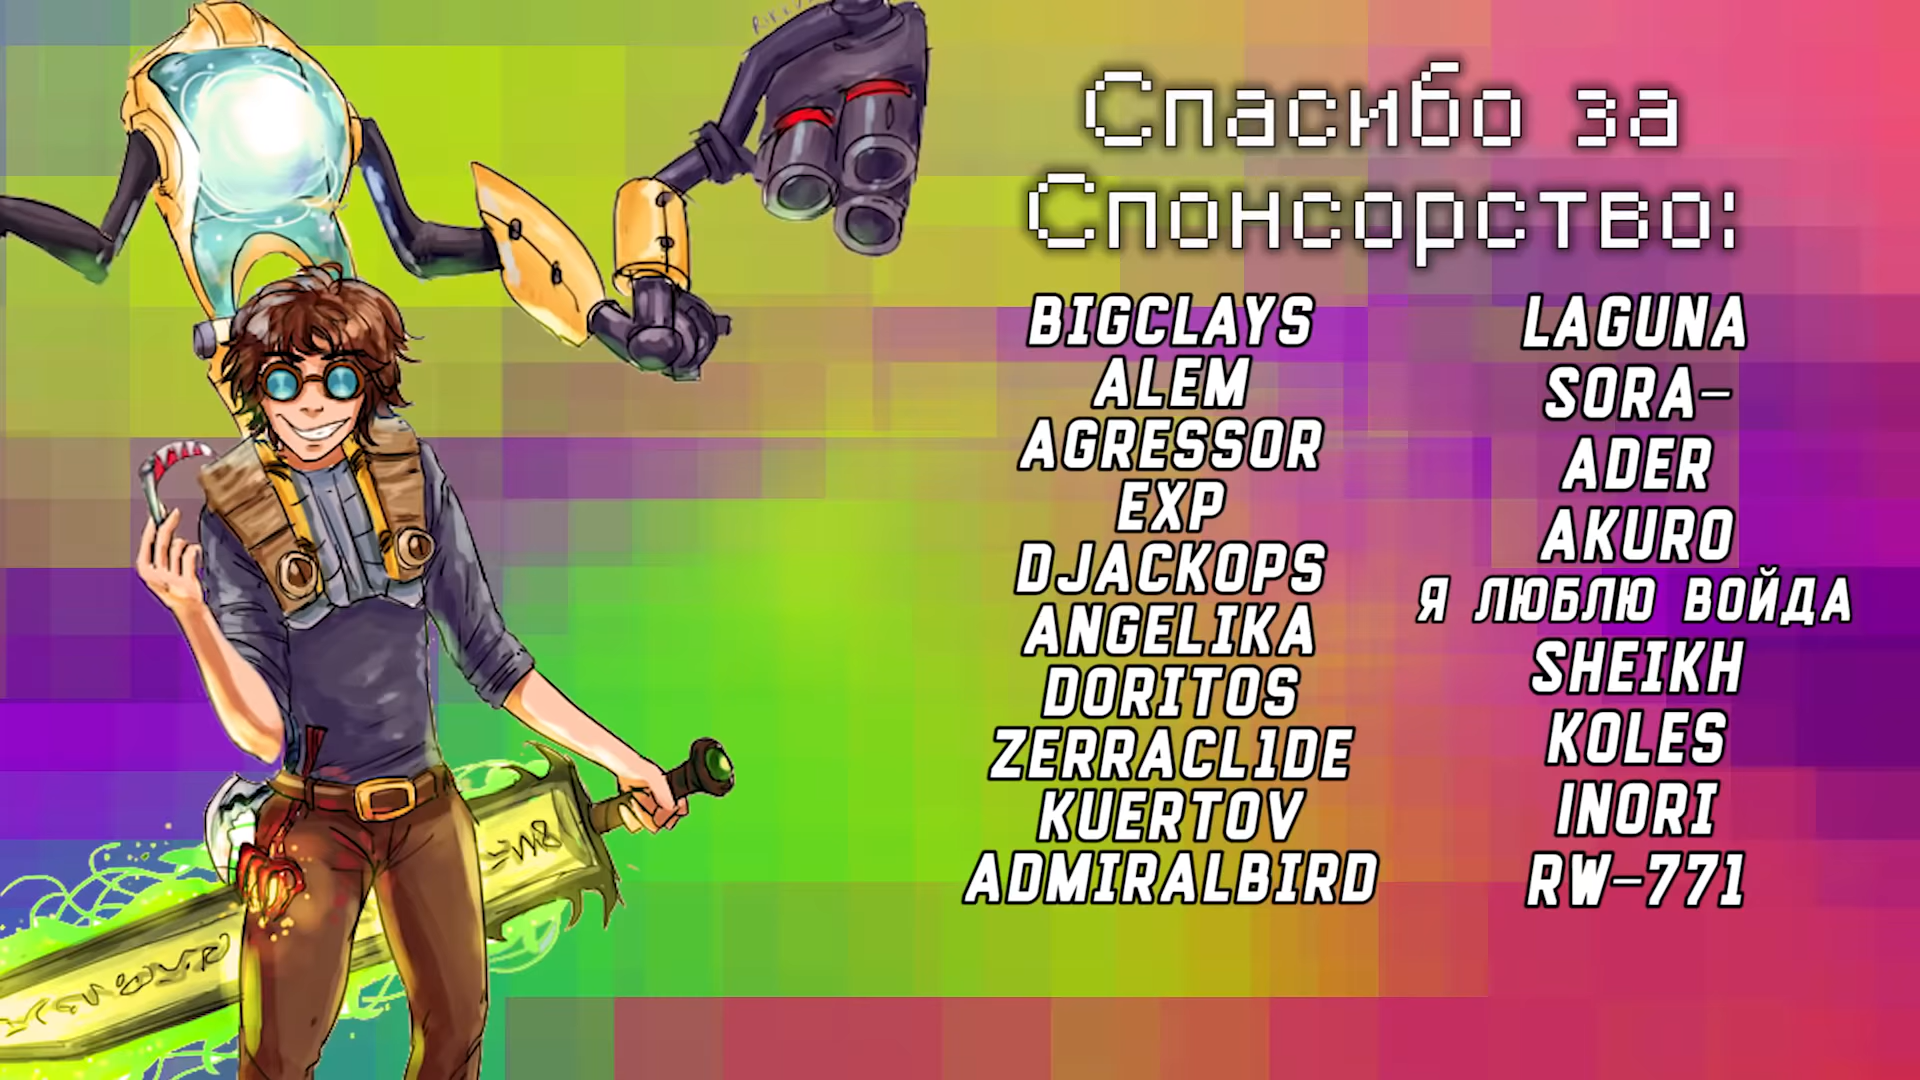 Спасибо за
Спонсорство:
BIGCLAYS
ALEM
AGRESSOR
EXP
DJACKOPS
ANGELIKA
DORITOS
ZERRACL1DE
KUERTOV
ADMIRALBIRD
LAGUNA
SORA-
ADER
AKURO
Я ЛЮБЛЮ ВОЙДА
SHEIKH
KOLES
INORI
RW-771